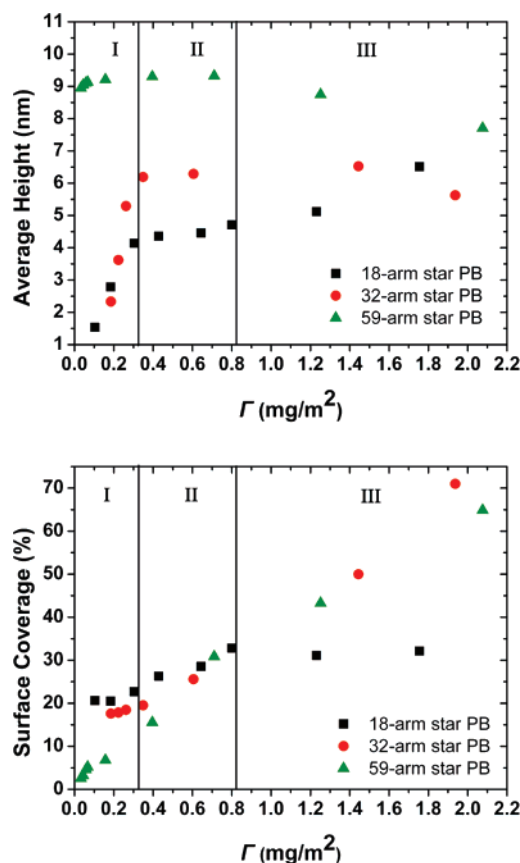 11
I II III
10
9
8
7
6
5
4
3
2
1
Average Height (nm)
18-arm star PB
32-arm star PB
59-arm star PB
0.0 0.2 0.4 0.6 0.8 1.0 1.2 1.4 1.6 1.8 2.0 2.2
Γ (mg/m²)
70
I II III
60
50
40
30
20
10
0
Surface Coverage (%)
18-arm star PB
32-arm star PB
59-arm star PB
0.0 0.2 0.4 0.6 0.8 1.0 1.2 1.4 1.6 1.8 2.0 2.2
Γ (mg/m²)